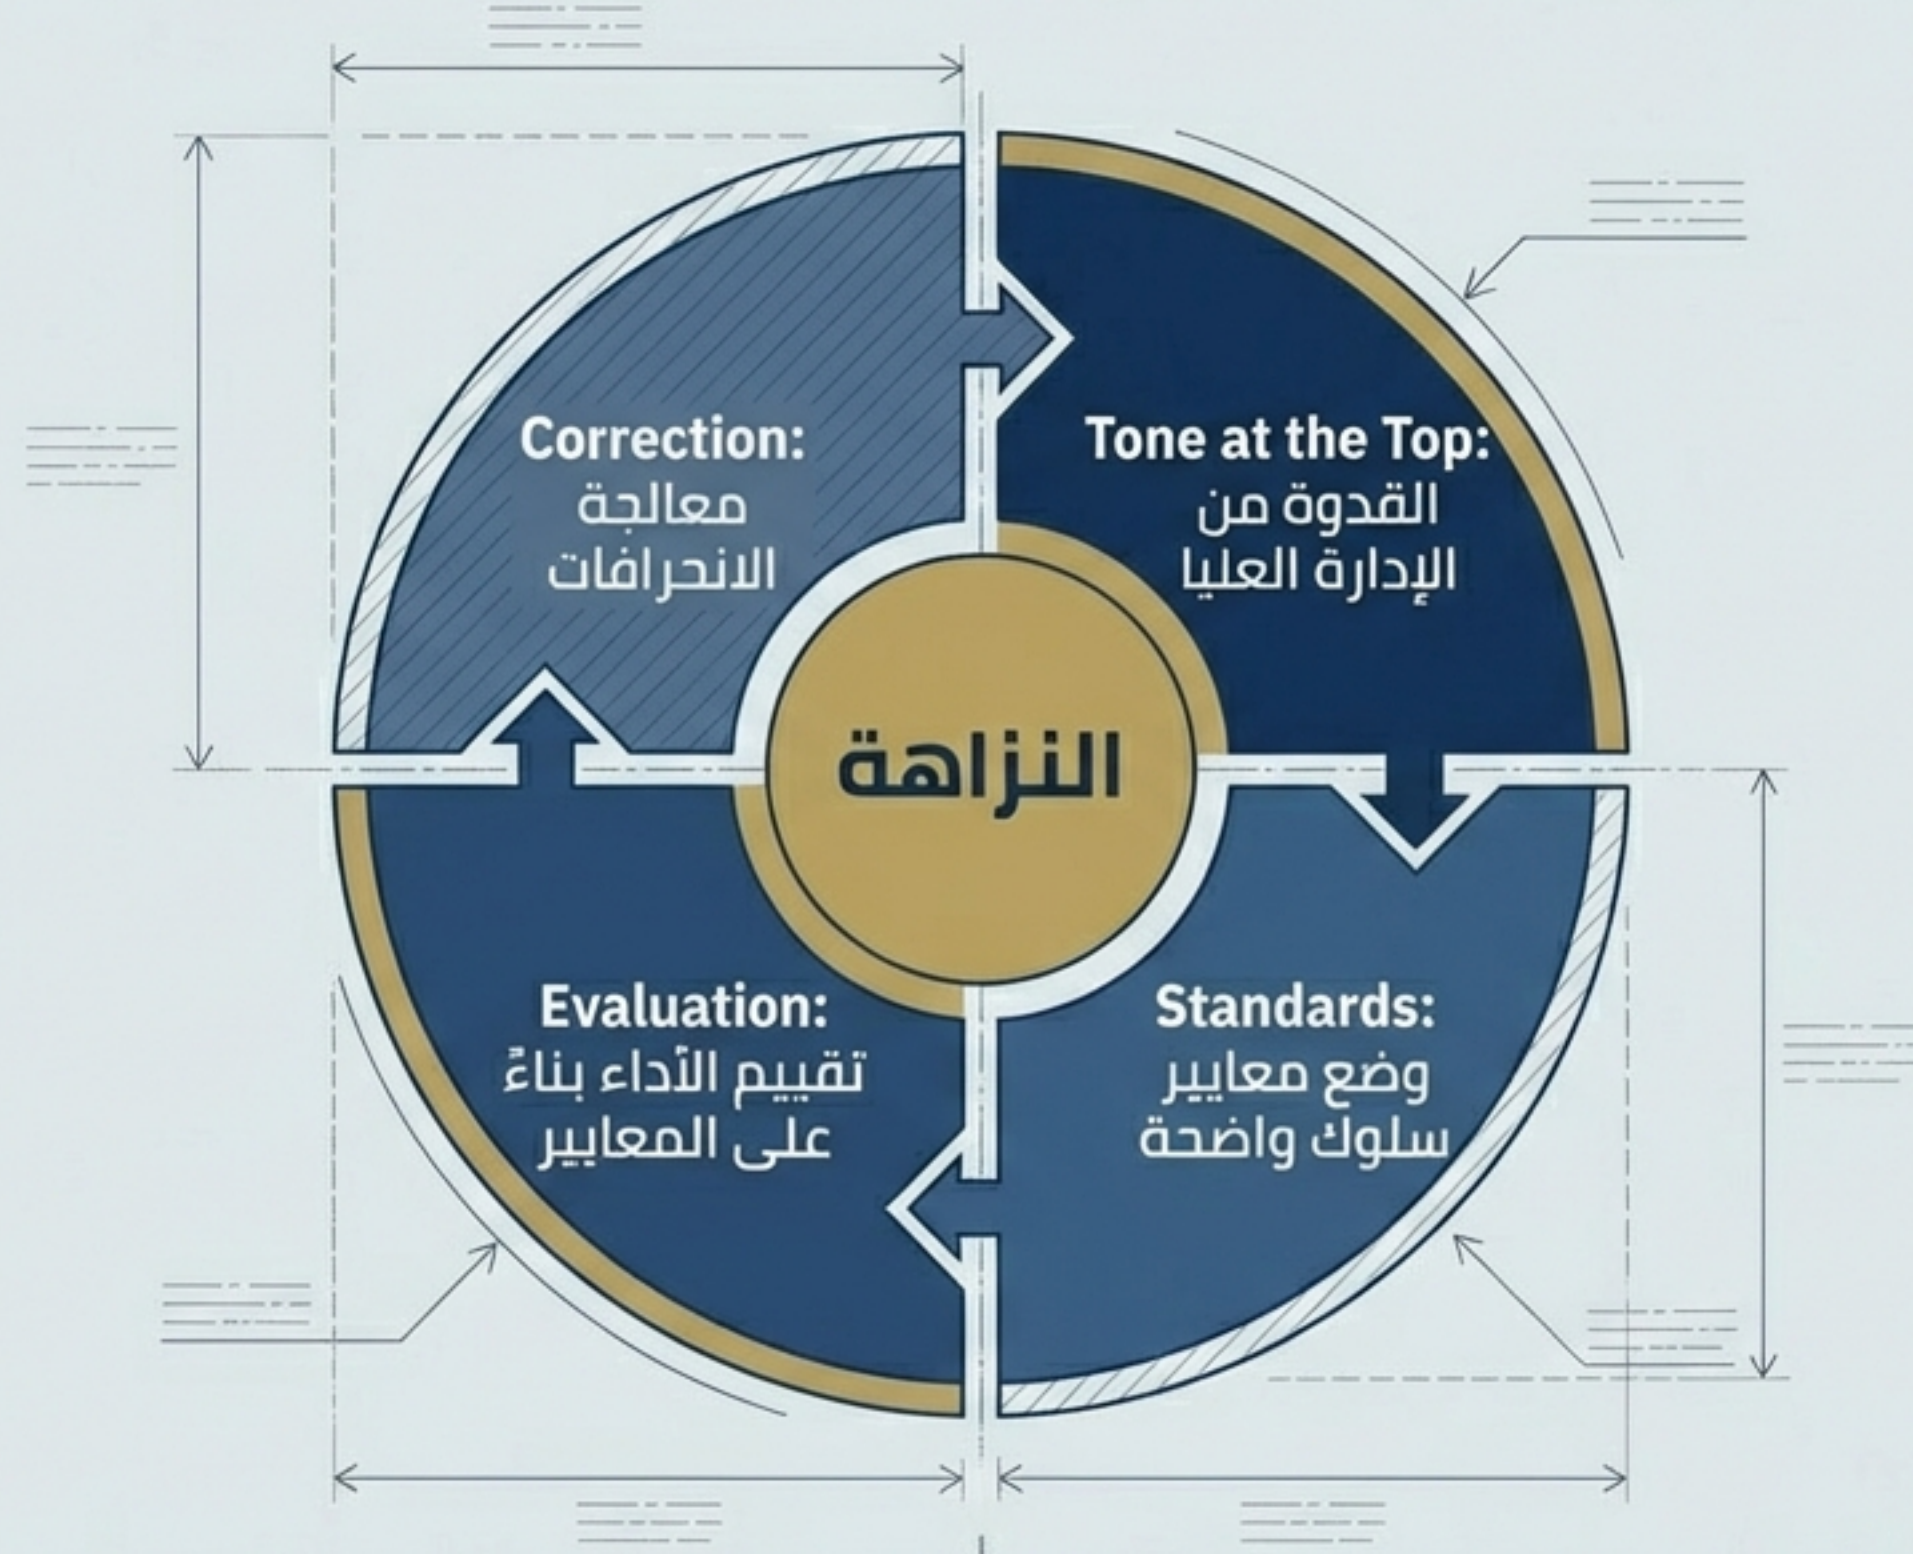 Correction:
معالجة
الانحرافات
Tone at the Top:
القدوة من
الإدارة العليا
النزاهة
Evaluation:
تقييم الأداء بناءً
على المعايير
Standards:
وضع معايير
سلوك واضحة